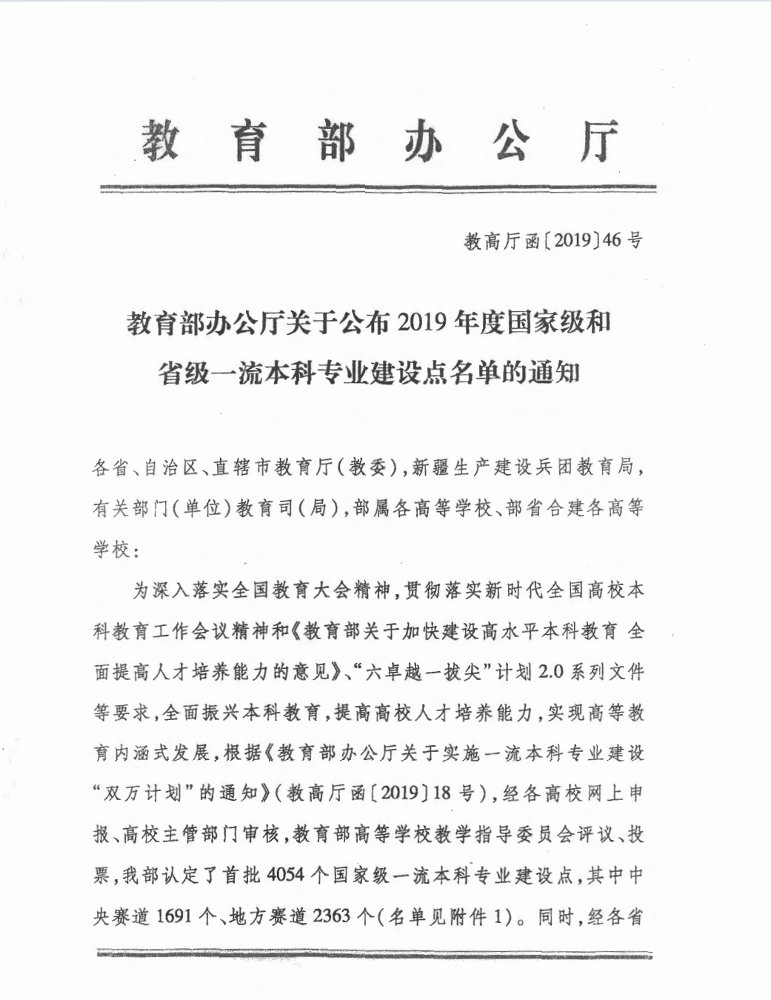 教育部办公厅
教高厅函〔2019〕46号
教育部办公厅关于公布2019年度国家级和
省级一流本科专业建设点名单的通知
各省、自治区、直辖市教育厅(教委),新疆生产建设兵团教育局,
有关部门(单位)教育司(局),部属各高等学校、部省合建各高等
学校:
为深入落实全国教育大会精神,贯彻落实新时代全国高校本
科教育工作会议精神和《教育部关于加快建设高水平本科教育 全
面提高人才培养能力的意见》、“六卓越一拔尖”计划2.0系列文件
等要求,全面振兴本科教育,提高高校人才培养能力,实现高等教
育内涵式发展,根据《教育部办公厅关于实施一流本科专业建设
“双万计划”的通知》(教高厅函〔2019〕18号),经各高校网上申
报、高校主管部门审核,教育部高等学校教学指导委员会评议、投
票,我部认定了首批4054个国家级一流本科专业建设点,其中中
央赛道1691个、地方赛道2363个(名单见附件1)。同时,经各省